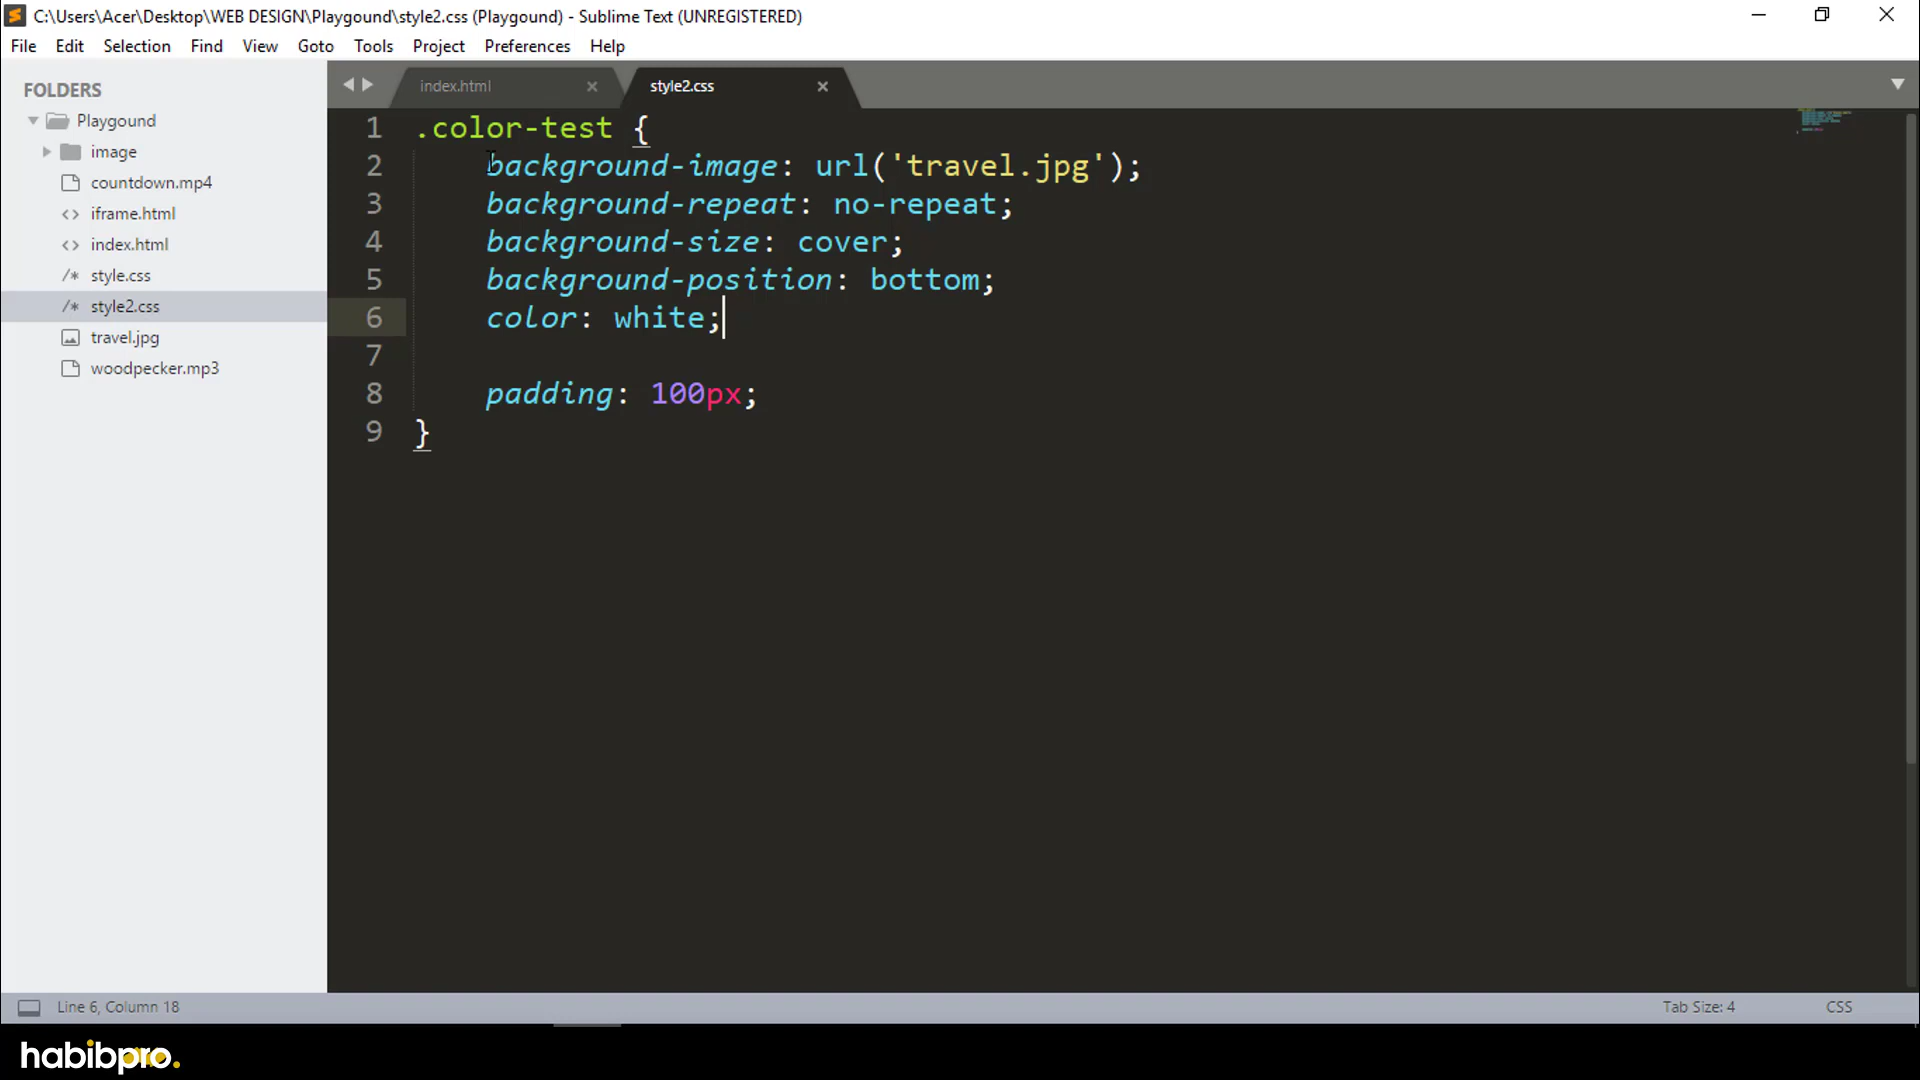 C:\Users\Acer\Desktop\WEB DESIGN\Playgound\style2.css (Playgound) - Sublime Text (UNREGISTERED)
File Edit Selection Find View Goto Tools Project Preferences Help
FOLDERS
Playgound
image
countdown.mp4
iframe.html
index.html
style.css
style2.css
travel.jpg
woodpecker.mp3
index.html style2.css
1 .color-test {
2 background-image: url('travel.jpg');
3 background-repeat: no-repeat;
4 background-size: cover;
5 background-position: bottom;
6 color: white;
7
8 padding: 100px;
9 }
Line 6, Column 18 Tab Size: 4 CSS
habibpro.